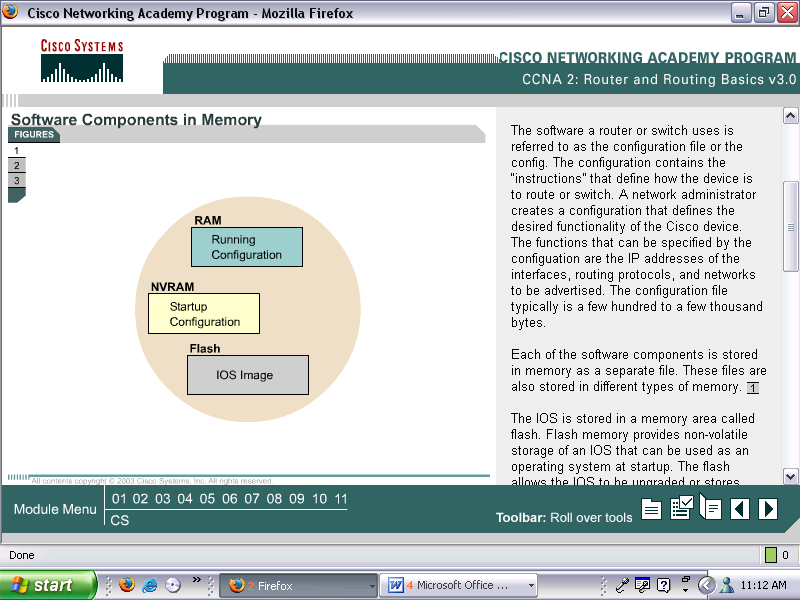 Cisco Networking Academy Program - Mozilla Firefox
CISCO SYSTEMS
CISCO NETWORKING ACADEMY PROGRAM
CCNA 2: Router and Routing Basics v3.0
Software Components in Memory
FIGURES
1
2
3
RAM
Running
Configuration
NVRAM
Startup
Configuration
Flash
IOS Image
All contents copyright © 2003 Cisco Systems, Inc. All rights reserved.
The software a router or switch uses is
referred to as the configuration file or the
config. The configuration contains the
"instructions" that define how the device is
to route or switch. A network administrator
creates a configuration that defines the
desired functionality of the Cisco device.
The functions that can be specified by the
configuation are the IP addresses of the
interfaces, routing protocols, and networks
to be advertised. The configuration file
typically is a few hundred to a few thousand
bytes.
Each of the software components is stored
in memory as a separate file. These files are
also stored in different types of memory. 1
The IOS is stored in a memory area called
flash. Flash memory provides non-volatile
storage of an IOS that can be used as an
operating system at startup. The flash
allows the IOS to be upgraded or stores
Module Menu
01 02 03 04 05 06 07 08 09 10 11
CS
Toolbar: Roll over tools
Done
0
start
»
2 Firefox
4 Microsoft Office ...
11:12 AM